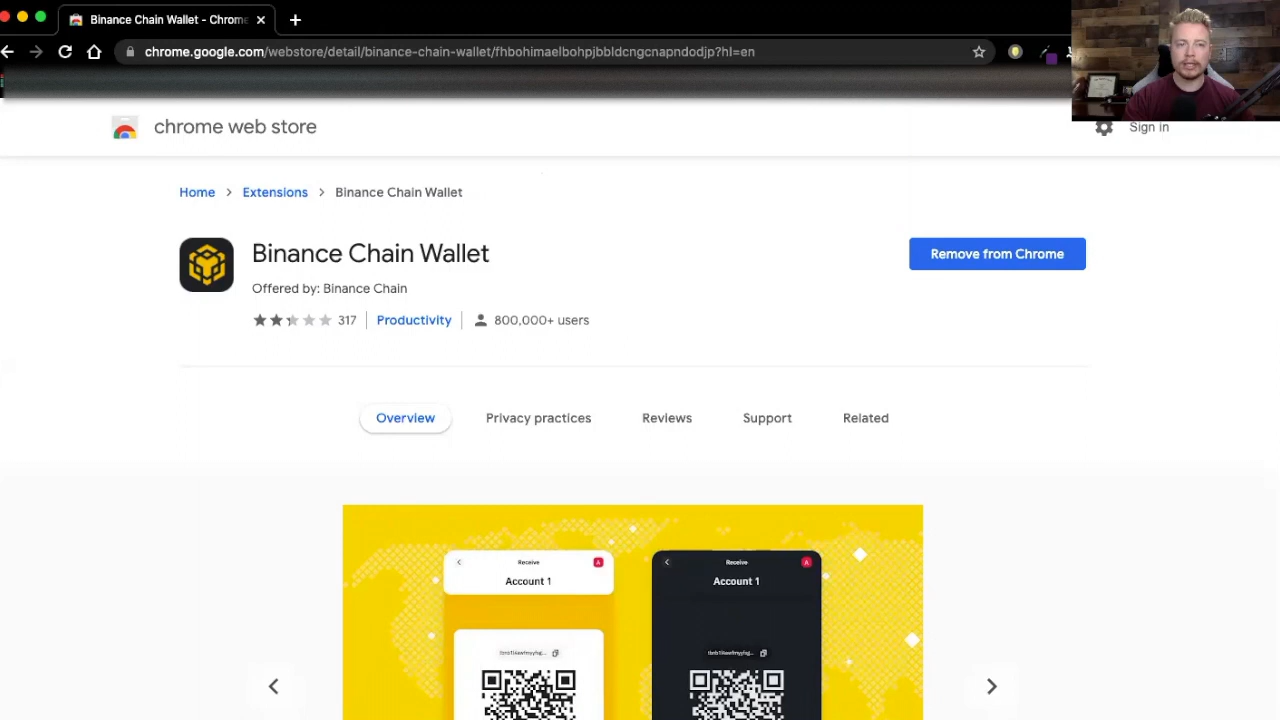 Binance Chain Wallet - Chrome
chrome.google.com/webstore/detail/binance-chain-wallet/fhbohimaelbohpjbbldcngcnapndodjp?hl=en
chrome web store
Sign in
Home > Extensions > Binance Chain Wallet
Binance Chain Wallet
Remove from Chrome
Offered by: Binance Chain
317
Productivity
800,000+ users
Overview
Privacy practices
Reviews
Support
Related
Receive
Account 1
Receive
Account 1